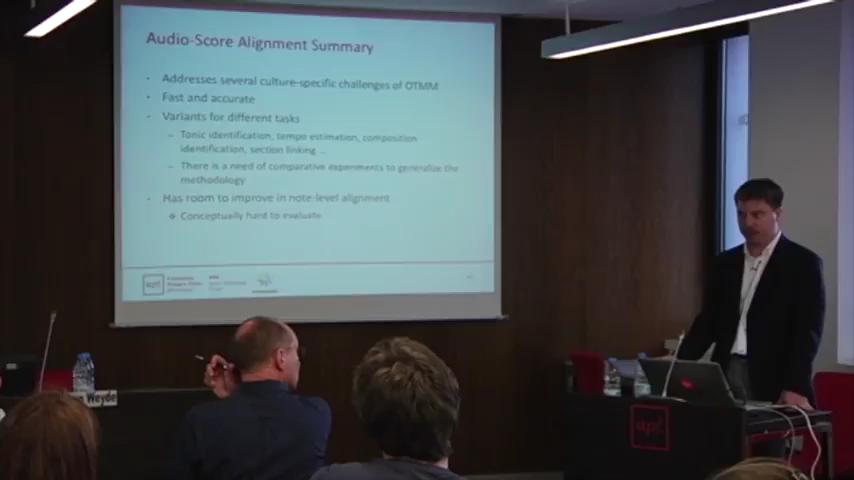 Audio-Score Alignment Summary
• Addresses several culture-specific challenges of OTMM
• Fast and accurate
• Variants for different tasks
– Tonic identification, tempo estimation, composition
identification, section linking ...
– There is a need of comparative experiments to generalize the
methodology
• Has room to improve in note-level alignment
❖ Conceptually hard to evaluate
upf.
Weyde
upf.